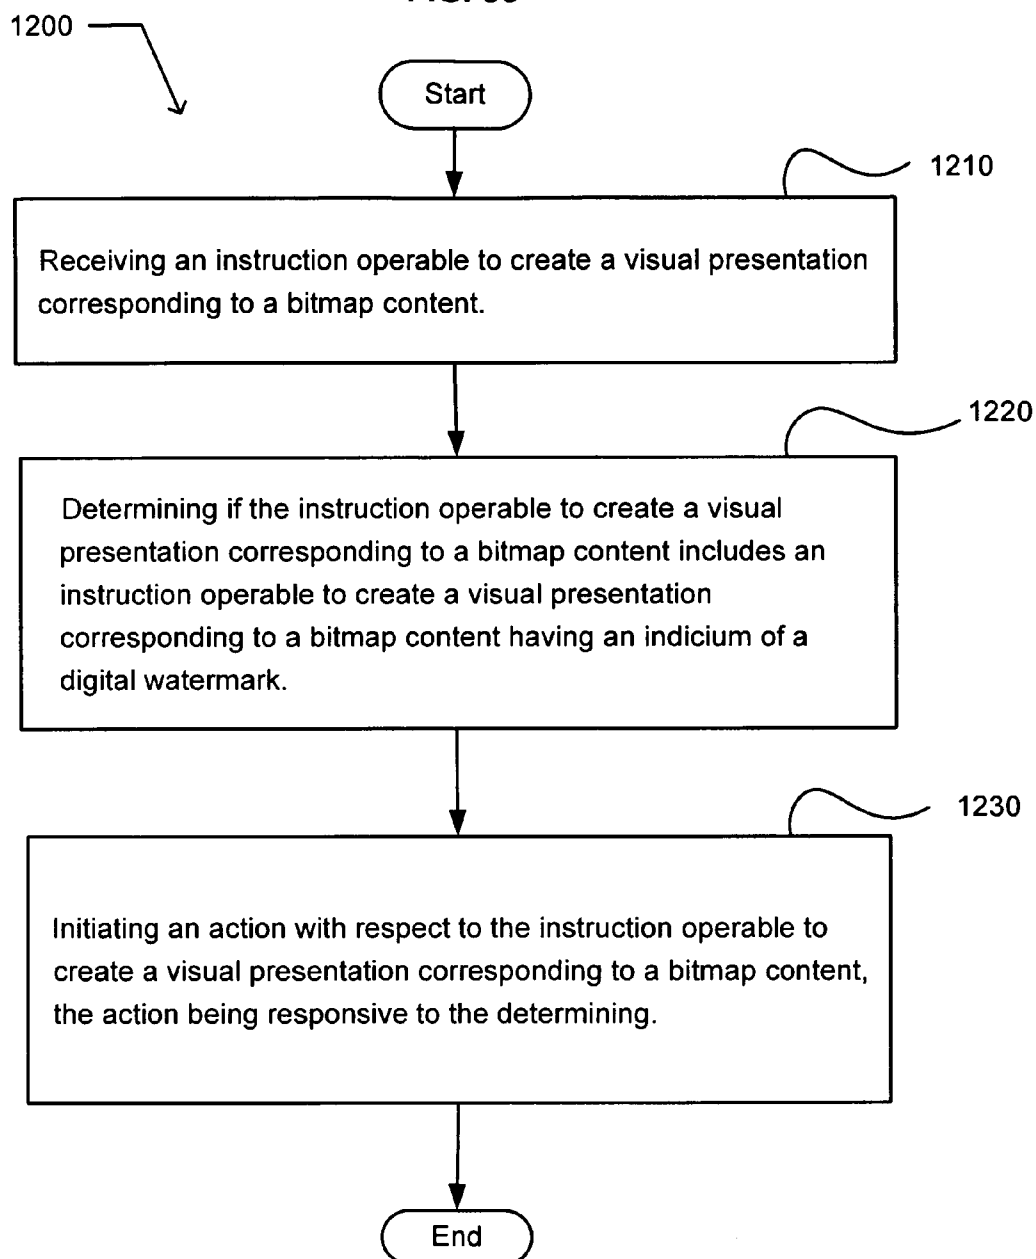 1200
Start
1210
Receiving an instruction operable to create a visual presentation
corresponding to a bitmap content.
1220
Determining if the instruction operable to create a visual
presentation corresponding to a bitmap content includes an
instruction operable to create a visual presentation
corresponding to a bitmap content having an indicium of a
digital watermark.
1230
Initiating an action with respect to the instruction operable to
create a visual presentation corresponding to a bitmap content,
the action being responsive to the determining.
End